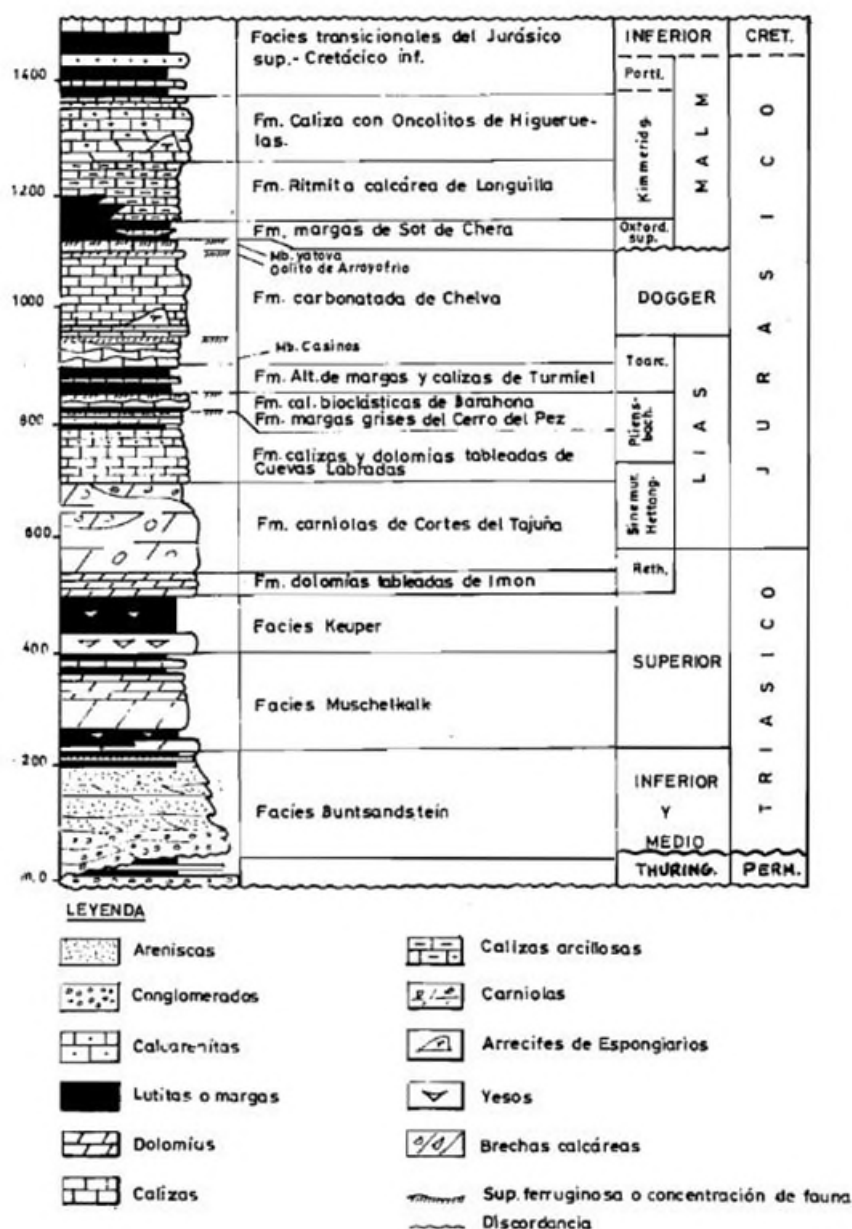 Facies transicionales del Jurásico
sup.- Cretácico inf.
INFERIOR
CRET.
1400
Portl.
Fm. Caliza con Oncolitos de Higuerue-
las.
Kimmeridg.
MALM
JURASICO
1200
Fm. Ritmita calcárea de Longuilla
Fm. margas de Sot de Chera
Oxford.
sup.
Mb. yatova
Oolito de Arroyofrio
1000
Fm. carbonatada de Chelva
DOGGER
Mb. Casinos
Toarc.
LIAS
Fm. Alt. de margas y calizas de Turmiel
Fm. cal. bioclásticas de Barahona
Fm. margas grises del Cerro del Pez
800
Pliens-
bach.
Fm. calizas y dolomías tableadas de
Cuevas Labradas
Sinemur.
Hettang.
600
Fm. carniolas de Cortes del Tajuña
Reth.
Fm. dolomías tableadas de Imon
TRIASICO
Facies Keuper
400
SUPERIOR
Facies Muschelkalk
200
INFERIOR
Y
MEDIO
Facies Buntsandstein
m. 0
THURING.
PERM.
LEYENDA
Areniscas
Conglomerados
Calcarenitas
Lutitas o margas
Dolomías
Calizas
Calizas arcillosas
Carniolas
Arrecifes de Espongiarios
Yesos
Brechas calcáreas
Sup. ferruginosa o concentración de fauna
Discordancia